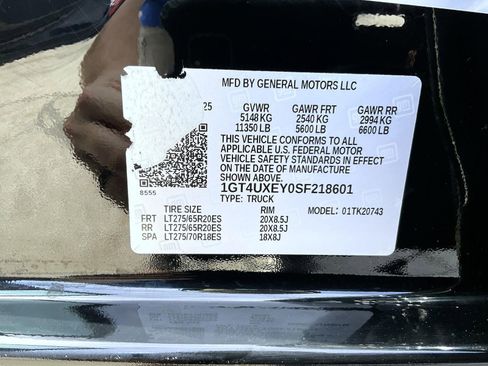 MFD BY GENERAL MOTORS LLC
25 GVWR GAWR FRT GAWR RR
5148 KG 2540 KG 2994 KG
11350 LB 5600 LB 6600 LB
THIS VEHICLE CONFORMS TO ALL
APPLICABLE U.S. FEDERAL MOTOR
VEHICLE SAFETY STANDARDS IN EFFECT
ON THE DATE OF MANUFACTURE
SHOWN ABOVE.
1GT4UXEY0SF218601
8555 TYPE: TRUCK
TIRE SIZE RIM MODEL: 01TK20743
FRT LT275/65R20ES 20X8.5J
RR LT275/65R20ES 20X8.5J
SPA LT275/70R18ES 18X8J